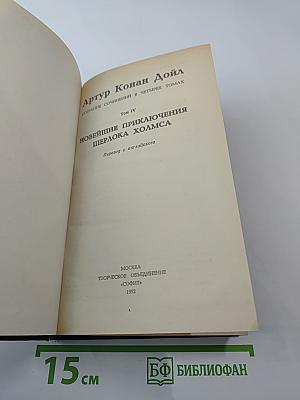 Артур Конан Дойл
СОБРАНИЕ СОЧИНЕНИЙ В ЧЕТЫРЕХ ТОМАХ
Том IV
НОВЕЙШИЕ ПРИКЛЮЧЕНИЯ
ШЕРЛОКА ХОЛМСА
Перевод с английского
МОСКВА
ТВОРЧЕСКОЕ ОБЪЕДИНЕНИЕ
«СОФИТ»
1992
15 см
БФ БИБЛИОФАН